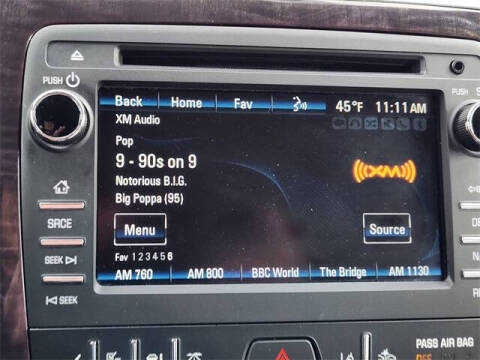 PUSH
Back Home Fav 45°F 11:11 AM
PUSH
XM Audio
Pop
9 - 90s on 9
Notorious B.I.G.
Big Poppa (95)
((XM))
Menu
Source
Fav 1 2 3 4 5 6
AM 760 AM 800 BBC World The Bridge AM 1130
SRCE
SEEK
SEEK
PASS AIR BAG